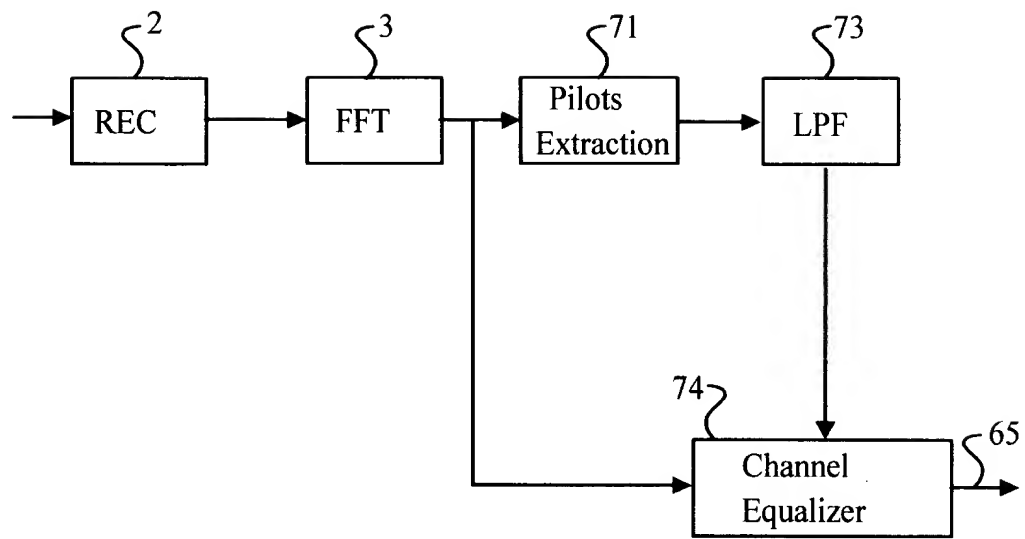 2
3
71
73
REC
FFT
Pilots
Extraction
LPF
74
65
Channel
Equalizer